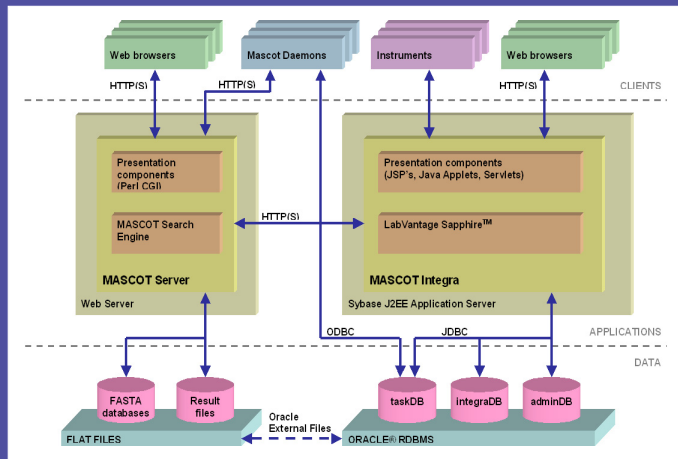 Web browsers
Mascot Daemons
Instruments
Web browsers
HTTP(S)
HTTP(S)
HTTP(S)
CLIENTS
Presentation
components
(Perl CGI)
MASCOT Search
Engine
MASCOT Server
Web Server
HTTP(S)
Presentation components
(JSP's, Java Applets, Servlets)
LabVantage Sapphire™
MASCOT Integra
Sybase J2EE Application Server
ODBC
JDBC
APPLICATIONS
DATA
FASTA
databases
Result
files
taskDB
integraDB
adminDB
Oracle
External Files
FLAT FILES
ORACLE® RDBMS